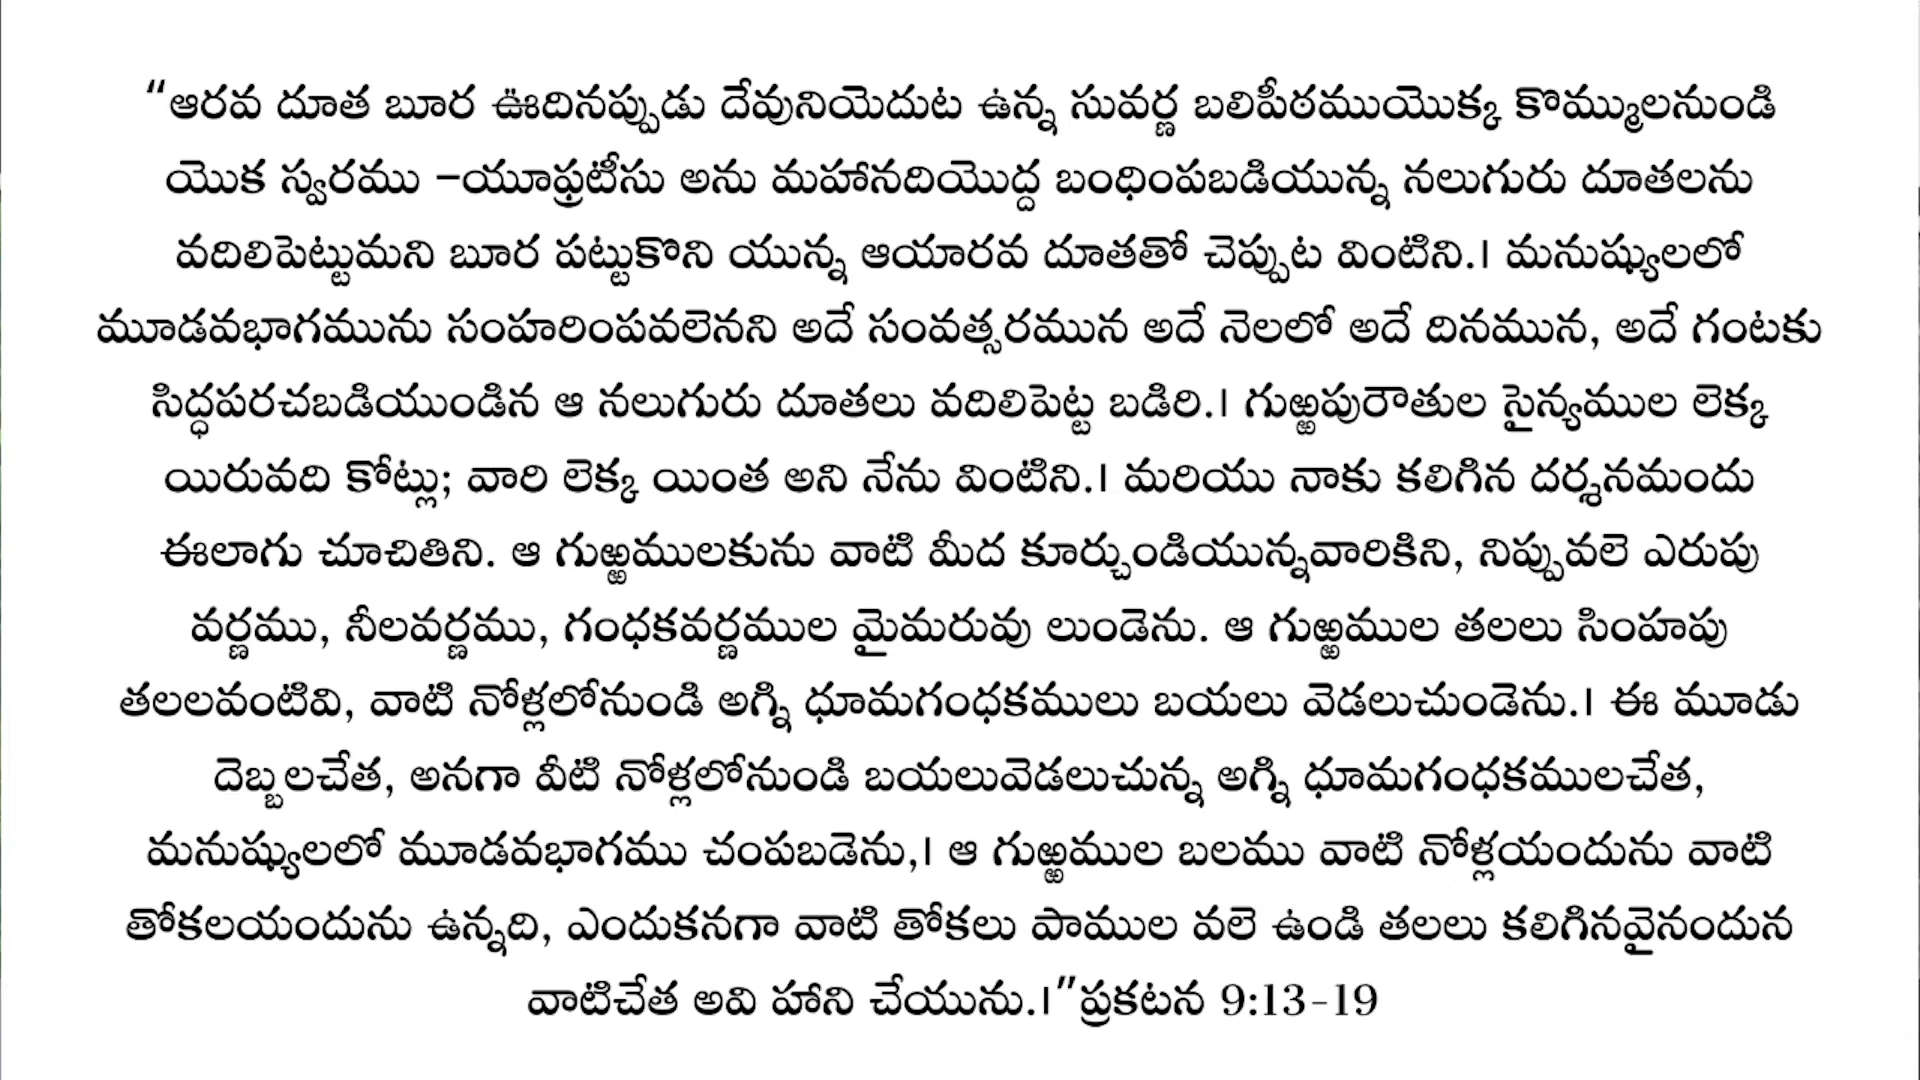 “ఆరవ దూత బూర ఊదినప్పుడు దేవునియెదుట ఉన్న సువర్ణ బలిపీఠముయొక్క కొమ్ములనుండి
యొక స్వరము –యూఫ్రటీసు అను మహానదియొద్ద బంధింపబడియున్న నలుగురు దూతలను
వదిలిపెట్టుమని బూర పట్టుకొని యున్న ఆయారవ దూతతో చెప్పుట వింటిని.। మనుష్యులలో
మూడవభాగమును సంహరింపవలెనని అదే సంవత్సరమున అదే నెలలో అదే దినమున, అదే గంటకు
సిద్ధపరచబడియుండిన ఆ నలుగురు దూతలు వదిలిపెట్ట బడిరి.। గుఱ్ఱపురౌతుల సైన్యముల లెక్క
యిరువది కోట్లు; వారి లెక్క యింత అని నేను వింటిని.। మరియు నాకు కలిగిన దర్శనమందు
ఈలాగు చూచితిని. ఆ గుఱ్ఱములకును వాటి మీద కూర్చుండియున్నవారికిని, నిప్పువలె ఎరుపు
వర్ణము, నీలవర్ణము, గంధకవర్ణముల మైమరువు లుండెను. ఆ గుఱ్ఱముల తలలు సింహపు
తలలవంటివి, వాటి నోళ్లలోనుండి అగ్ని ధూమగంధకములు బయలు వెడలుచుండెను.। ఈ మూడు
దెబ్బలచేత, అనగా వీటి నోళ్లలోనుండి బయలువెడలుచున్న అగ్ని ధూమగంధకములచేత,
మనుష్యులలో మూడవభాగము చంపబడెను,। ఆ గుఱ్ఱముల బలము వాటి నోళ్లయందును వాటి
తోకలయందును ఉన్నది, ఎందుకనగా వాటి తోకలు పాముల వలె ఉండి తలలు కలిగినవైనందున
వాటిచేత అవి హాని చేయును.।”ప్రకటన 9:13-19